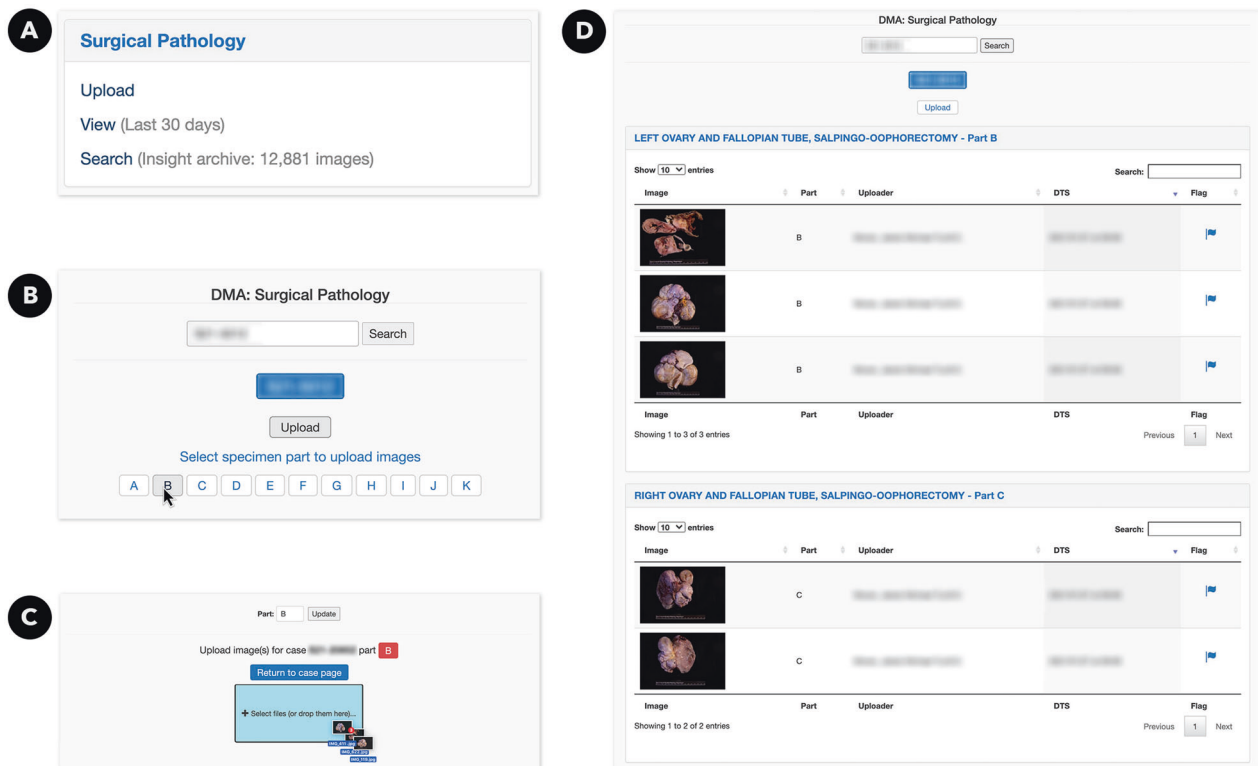 A
Surgical Pathology
Upload
View (Last 30 days)
Search (Insight archive: 12,881 images)
B
DMA: Surgical Pathology
Search
Upload
Select specimen part to upload images
A B C D E F G H I J K
C
Part: B Update
Upload image(s) for case part B
Return to case page
+ Select files (or drop them here)...
IMG_411.jpg
D
DMA: Surgical Pathology
Search
Upload
LEFT OVARY AND FALLOPIAN TUBE, SALPINGO-OOPHORECTOMY - Part B
Show 10 entries Search:
Image Part Uploader DTS Flag
B
B
B
Image Part Uploader DTS Flag
Showing 1 to 3 of 3 entries Previous 1 Next
RIGHT OVARY AND FALLOPIAN TUBE, SALPINGO-OOPHORECTOMY - Part C
Show 10 entries Search:
Image Part Uploader DTS Flag
C
C
Image Part Uploader DTS Flag
Showing 1 to 2 of 2 entries Previous 1 Next